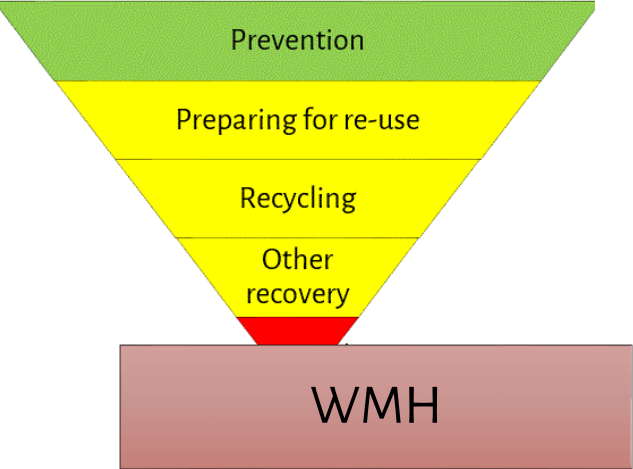 Prevention
Preparing for re-use
Recycling
Other
recovery
WMH